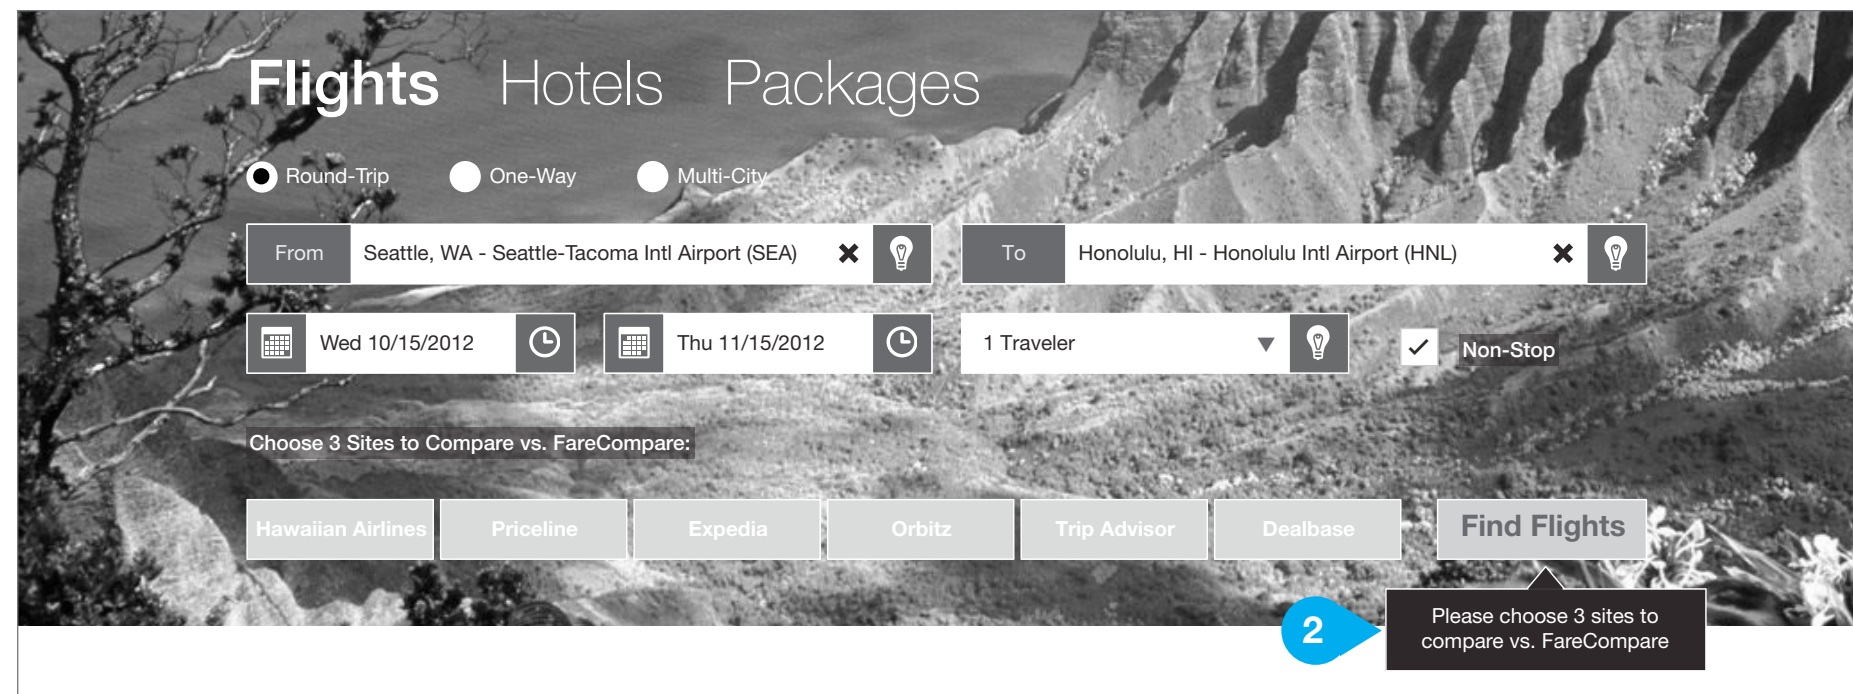 Flights Hotels Packages
Round-Trip One-Way Multi-City
From Seattle, WA - Seattle-Tacoma Intl Airport (SEA) To Honolulu, HI - Honolulu Intl Airport (HNL)
Wed 10/15/2012 Thu 11/15/2012 1 Traveler Non-Stop
Choose 3 Sites to Compare vs. FareCompare:
Hawaiian Airlines Priceline Expedia Orbitz Trip Advisor Dealbase Find Flights
2
Please choose 3 sites to
compare vs. FareCompare